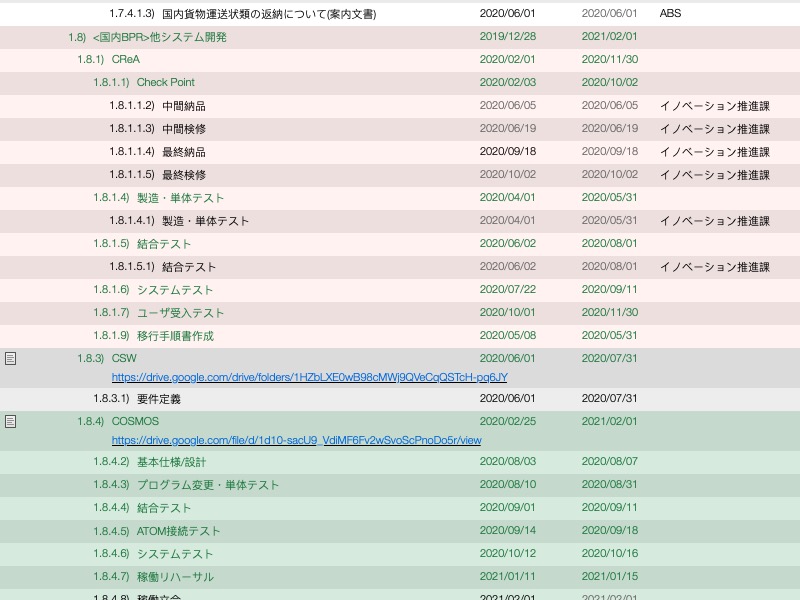 1.7.4.1.3) 国内貨物運送状類の返納について(案内文書) 2020/06/01 2020/06/01 ABS
1.8) <国内BPR>他システム開発 2019/12/28 2021/02/01
1.8.1) CReA 2020/02/01 2020/11/30
1.8.1.1) Check Point 2020/02/03 2020/10/02
1.8.1.1.2) 中間納品 2020/06/05 2020/06/05 イノベーション推進課
1.8.1.1.3) 中間検修 2020/06/19 2020/06/19 イノベーション推進課
1.8.1.1.4) 最終納品 2020/09/18 2020/09/18 イノベーション推進課
1.8.1.1.5) 最終検修 2020/10/02 2020/10/02 イノベーション推進課
1.8.1.4) 製造・単体テスト 2020/04/01 2020/05/31
1.8.1.4.1) 製造・単体テスト 2020/04/01 2020/05/31 イノベーション推進課
1.8.1.5) 結合テスト 2020/06/02 2020/08/01
1.8.1.5.1) 結合テスト 2020/06/02 2020/08/01 イノベーション推進課
1.8.1.6) システムテスト 2020/07/22 2020/09/11
1.8.1.7) ユーザ受入テスト 2020/10/01 2020/11/30
1.8.1.9) 移行手順書作成 2020/05/08 2020/05/31
1.8.3) CSW 2020/06/01 2020/07/31
https://drive.google.com/drive/folders/1HZbLXE0wB98cMWj9QVeCqQSTcH-pq6JY
1.8.3.1) 要件定義 2020/06/01 2020/07/31
1.8.4) COSMOS 2020/02/25 2021/02/01
https://drive.google.com/file/d/1d10-sacU9_VdiMF6Fv2wSvoScPnoDo5r/view
1.8.4.2) 基本仕様/設計 2020/08/03 2020/08/07
1.8.4.3) プログラム変更・単体テスト 2020/08/10 2020/08/31
1.8.4.4) 結合テスト 2020/09/01 2020/09/11
1.8.4.5) ATOM接続テスト 2020/09/14 2020/09/18
1.8.4.6) システムテスト 2020/10/12 2020/10/16
1.8.4.7) 稼働リハーサル 2021/01/11 2021/01/15
1.8.4.8) 稼働立会 2021/02/01 2021/02/01